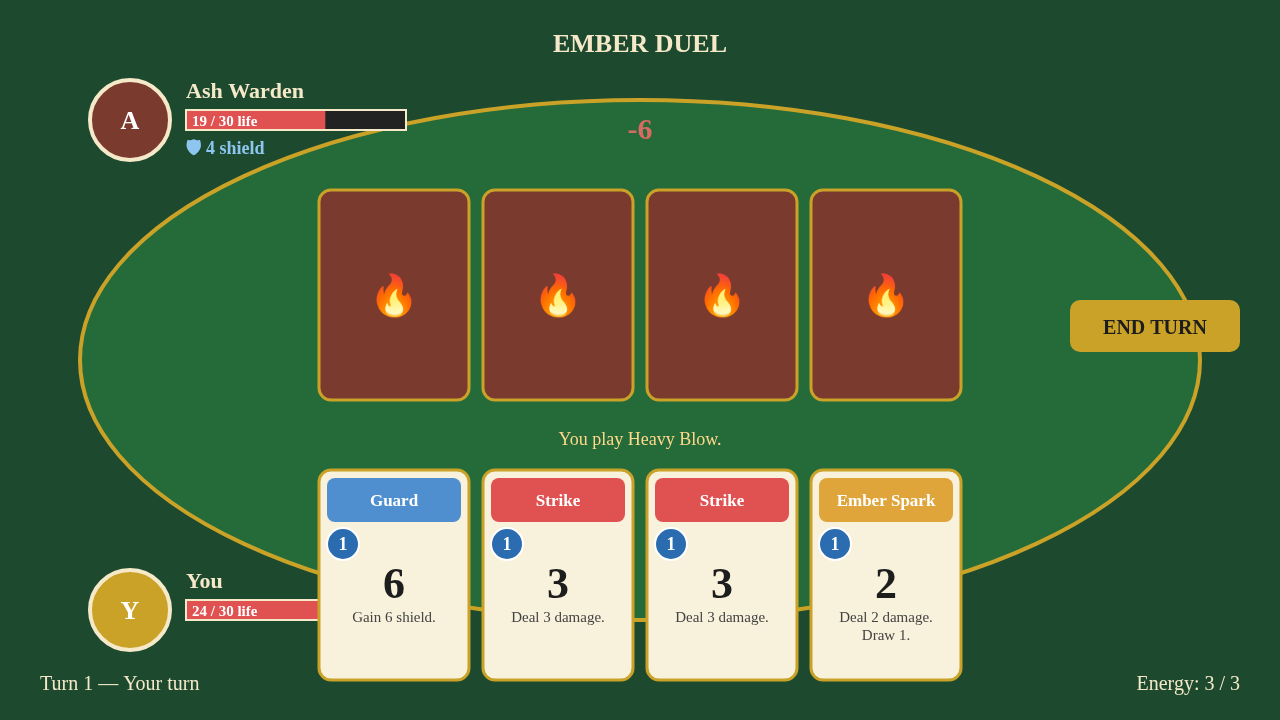 EMBER DUEL
A
Ash Warden
19 / 30 life
4 shield
-6
END TURN
You play Heavy Blow.
Guard
1
6
Gain 6 shield.
Strike
1
3
Deal 3 damage.
Strike
1
3
Deal 3 damage.
Ember Spark
1
2
Deal 2 damage.
Draw 1.
Y
You
24 / 30 life
Turn 1 — Your turn
Energy: 3 / 3